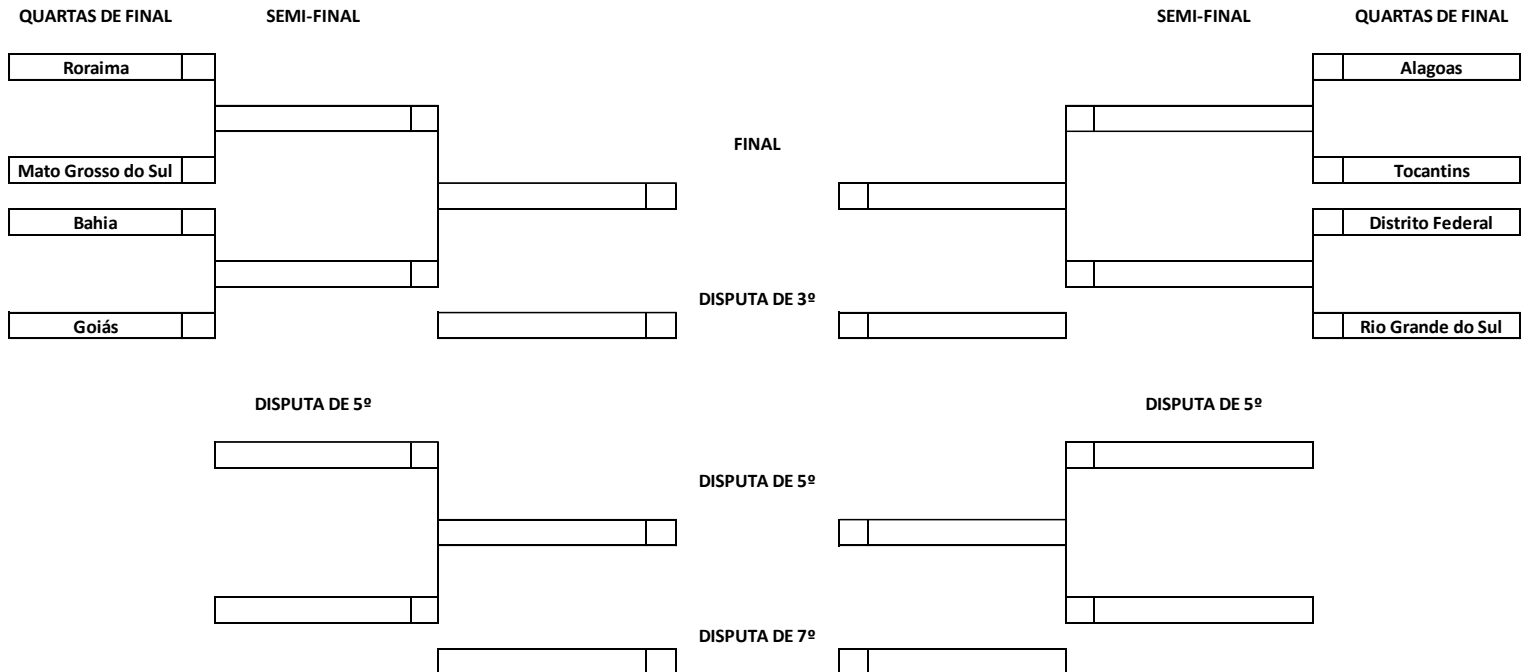 QUARTAS DE FINAL SEMI-FINAL SEMI-FINAL QUARTAS DE FINAL
Roraima Alagoas
FINAL
Mato Grosso do Sul Tocantins
Bahia Distrito Federal
DISPUTA DE 3º
Goiás Rio Grande do Sul
DISPUTA DE 5º DISPUTA DE 5º
DISPUTA DE 5º
DISPUTA DE 7º